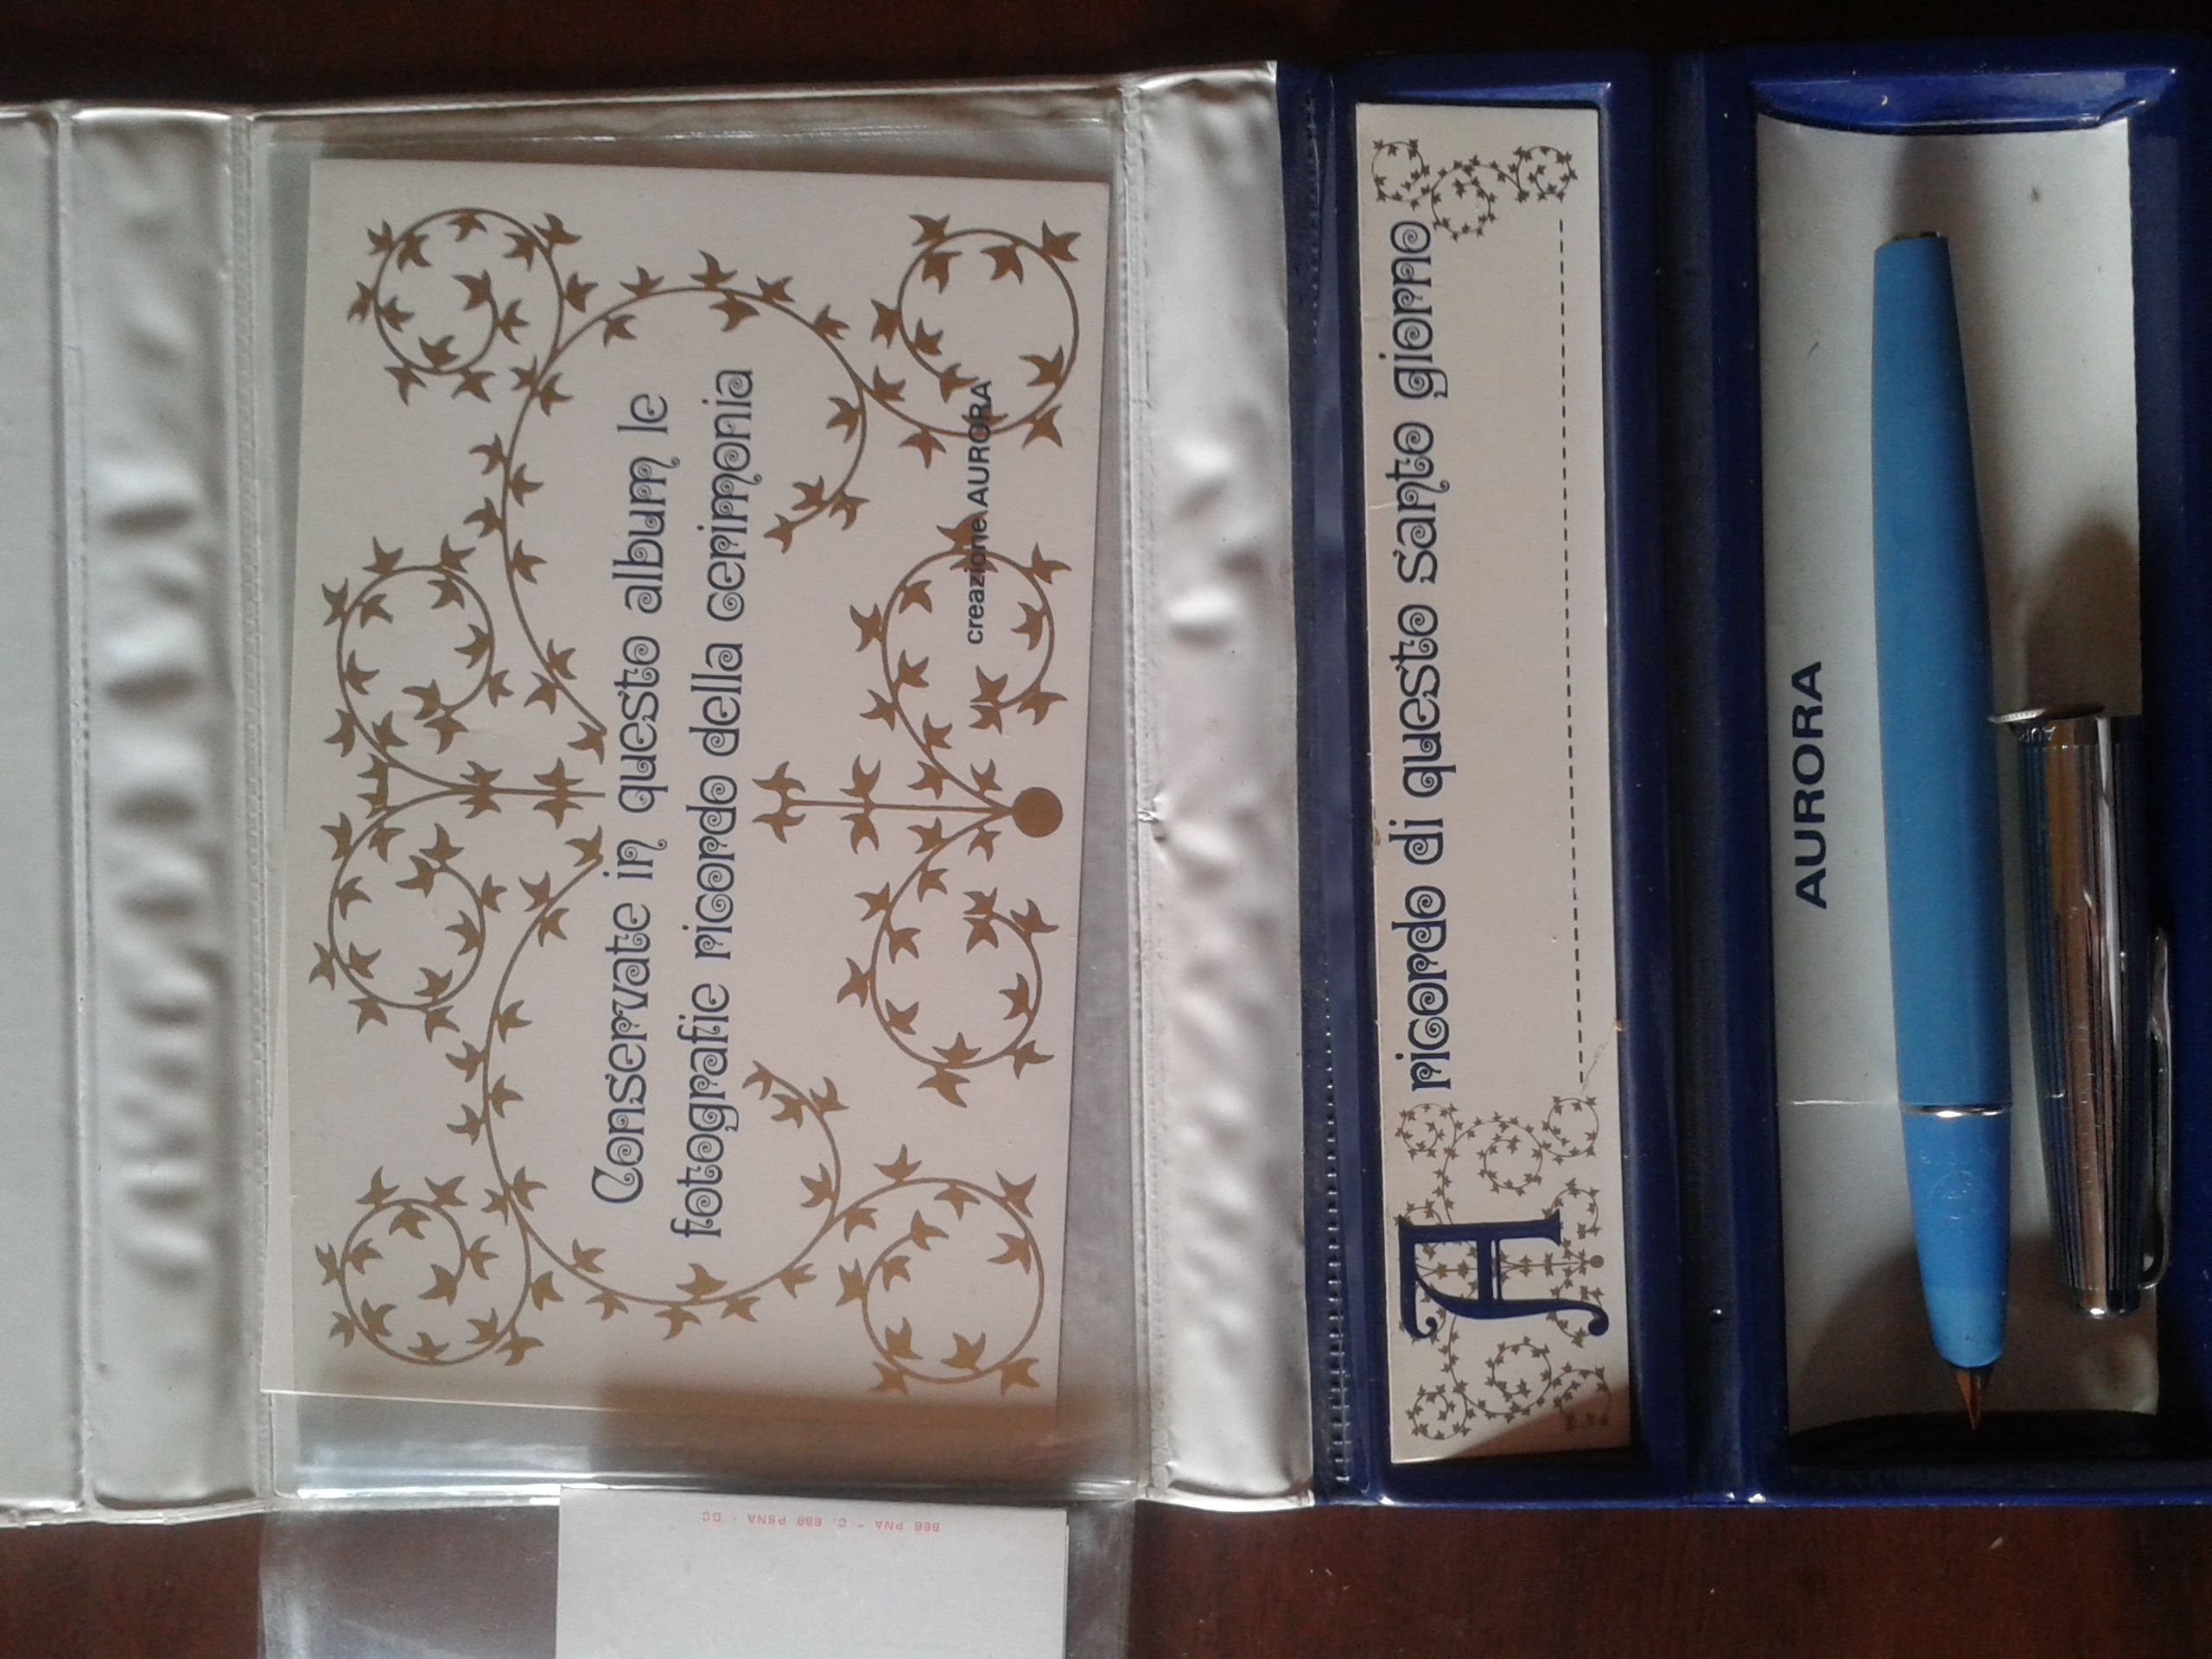 Conservate in questo album le
fotografie ricordo della cerimonia
creazione AURORA
A ricordo di questo santo giorno
AURORA